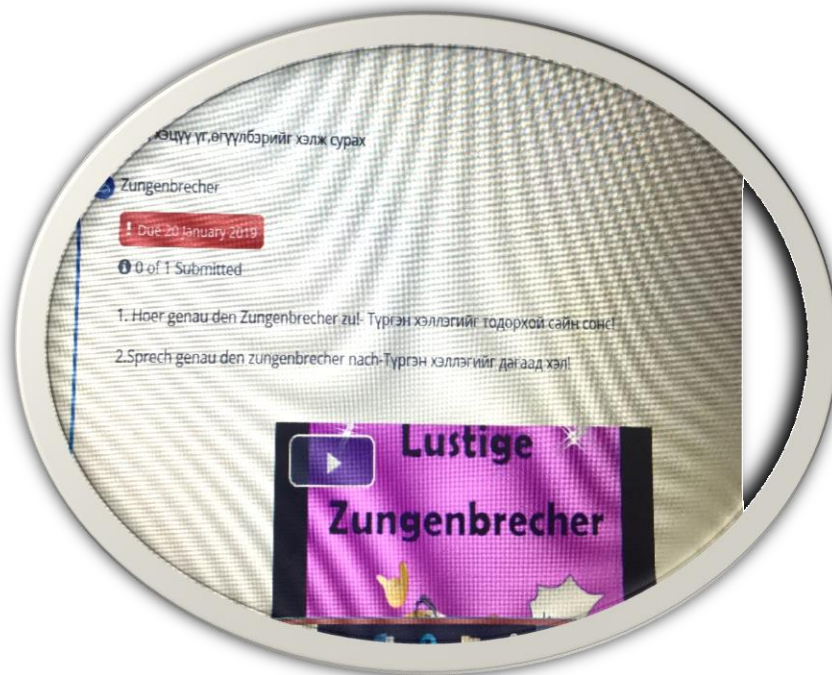 хэцүү үг,өгүүлбэрийг хэлж сурах
Zungenbrecher
! Due 20 January 2019
0 of 1 Submitted
1. Hoer genau den Zungenbrecher zu!- Түргэн хэллэгийг тодорхой сайн сонс!
2.Sprech genau den zungenbrecher nach-Түргэн хэллэгийг дагаад хэл!
Lustige
Zungenbrecher